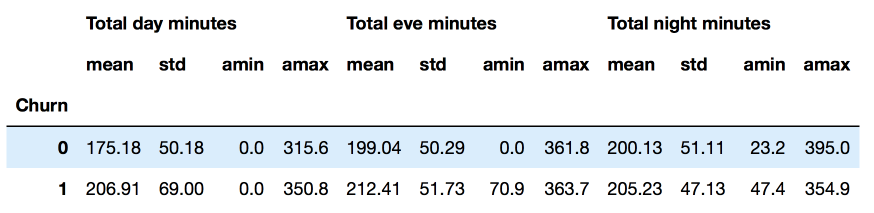 Total day minutes Total eve minutes Total night minutes
mean std amin amax mean std amin amax mean std amin amax
Churn
0 175.18 50.18 0.0 315.6 199.04 50.29 0.0 361.8 200.13 51.11 23.2 395.0
1 206.91 69.00 0.0 350.8 212.41 51.73 70.9 363.7 205.23 47.13 47.4 354.9